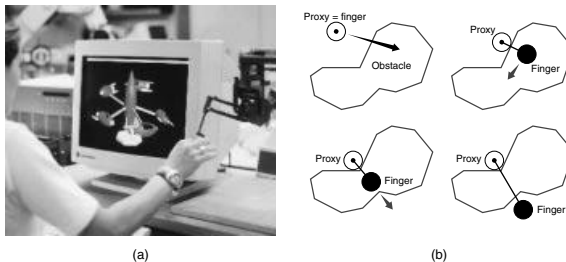 Proxy = finger
Obstacle
Proxy
Finger
Proxy
Finger
Proxy
Finger
(a)
(b)